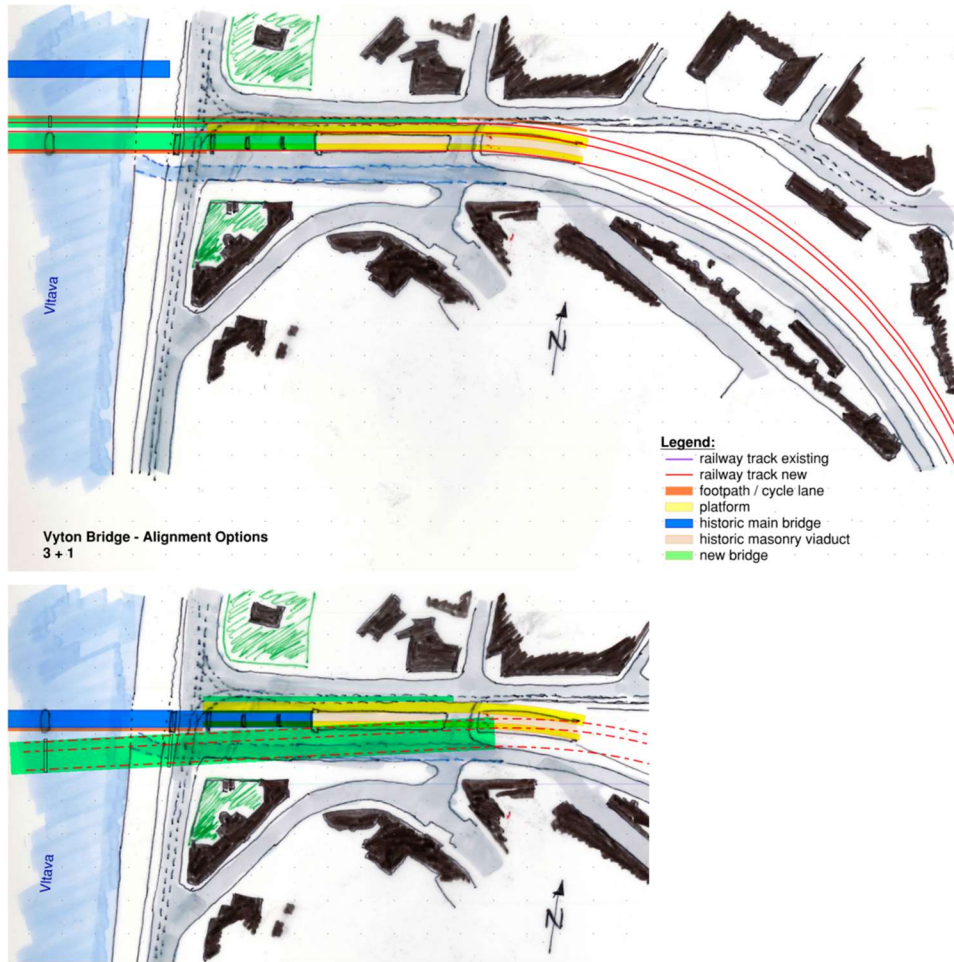 N
Vltava
Legend:
railway track existing
railway track new
footpath / cycle lane
platform
historic main bridge
historic masonry viaduct
new bridge
Vyton Bridge - Alignment Options
3 + 1
Vltava
N